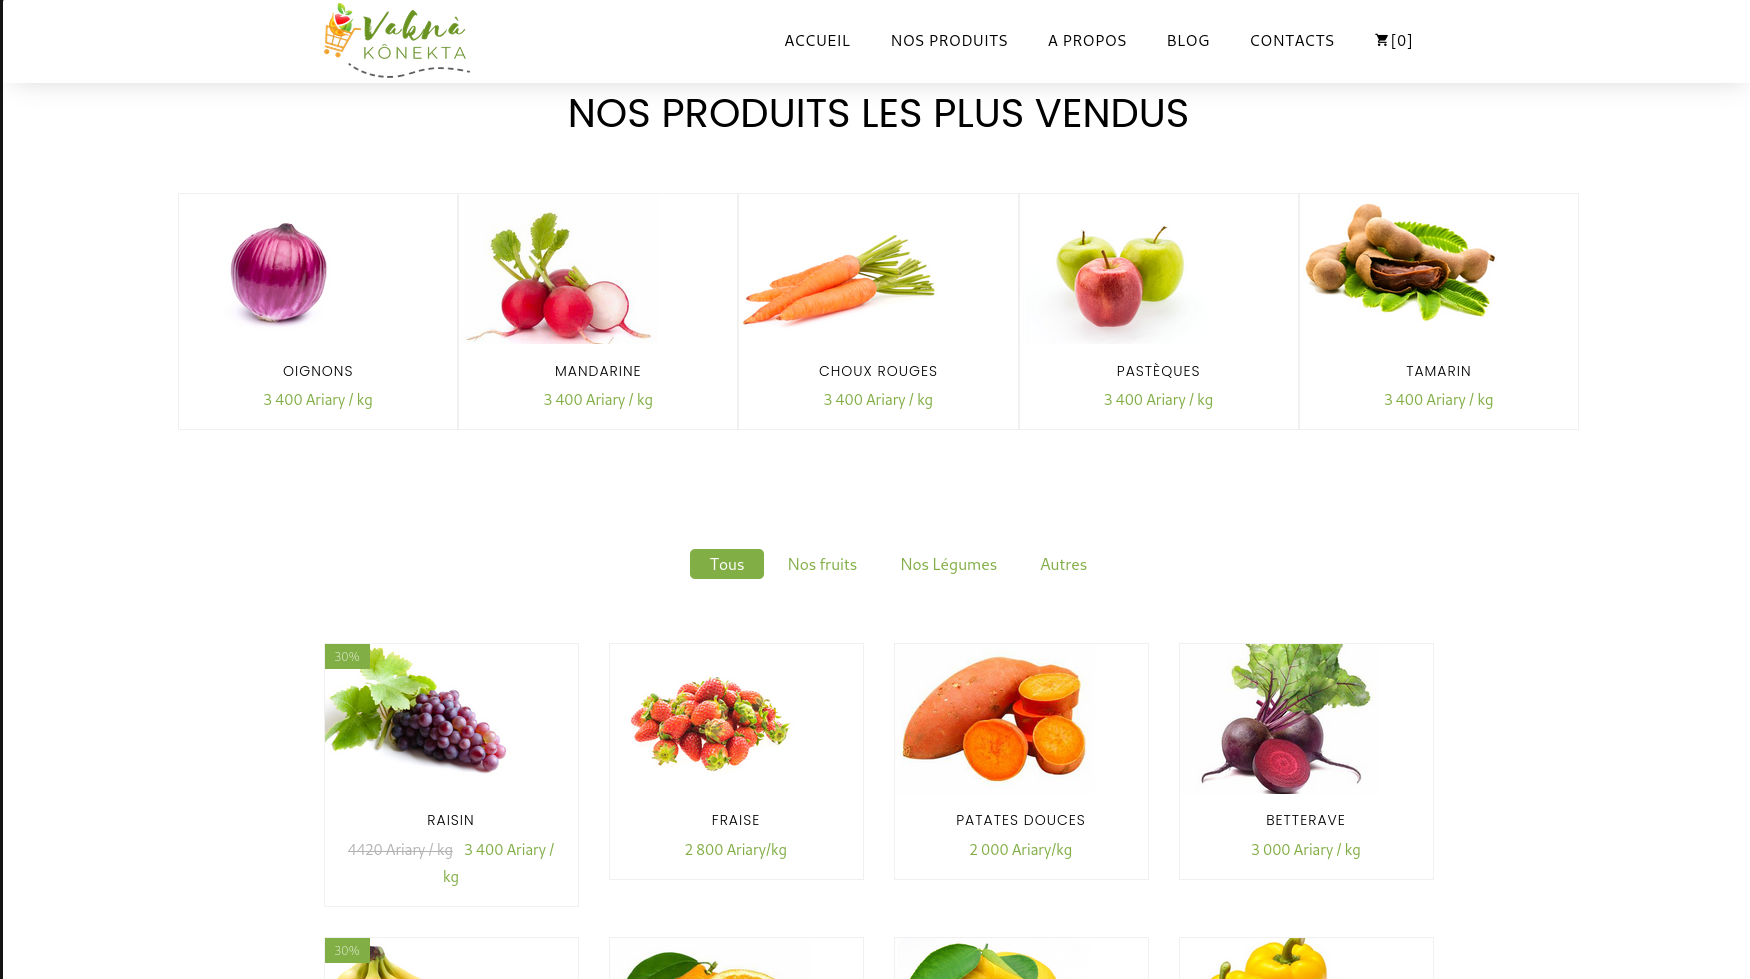 Vaknà
KÔNEKTA
ACCUEIL NOS PRODUITS A PROPOS BLOG CONTACTS [0]
NOS PRODUITS LES PLUS VENDUS
OIGNONS MANDARINE CHOUX ROUGES PASTÈQUES TAMARIN
3 400 Ariary / kg 3 400 Ariary / kg 3 400 Ariary / kg 3 400 Ariary / kg 3 400 Ariary / kg
Tous Nos fruits Nos Légumes Autres
30%
RAISIN FRAISE PATATES DOUCES BETTERAVE
4420 Ariary / kg 3 400 Ariary / 2 800 Ariary/kg 2 000 Ariary/kg 3 000 Ariary / kg
kg
30%